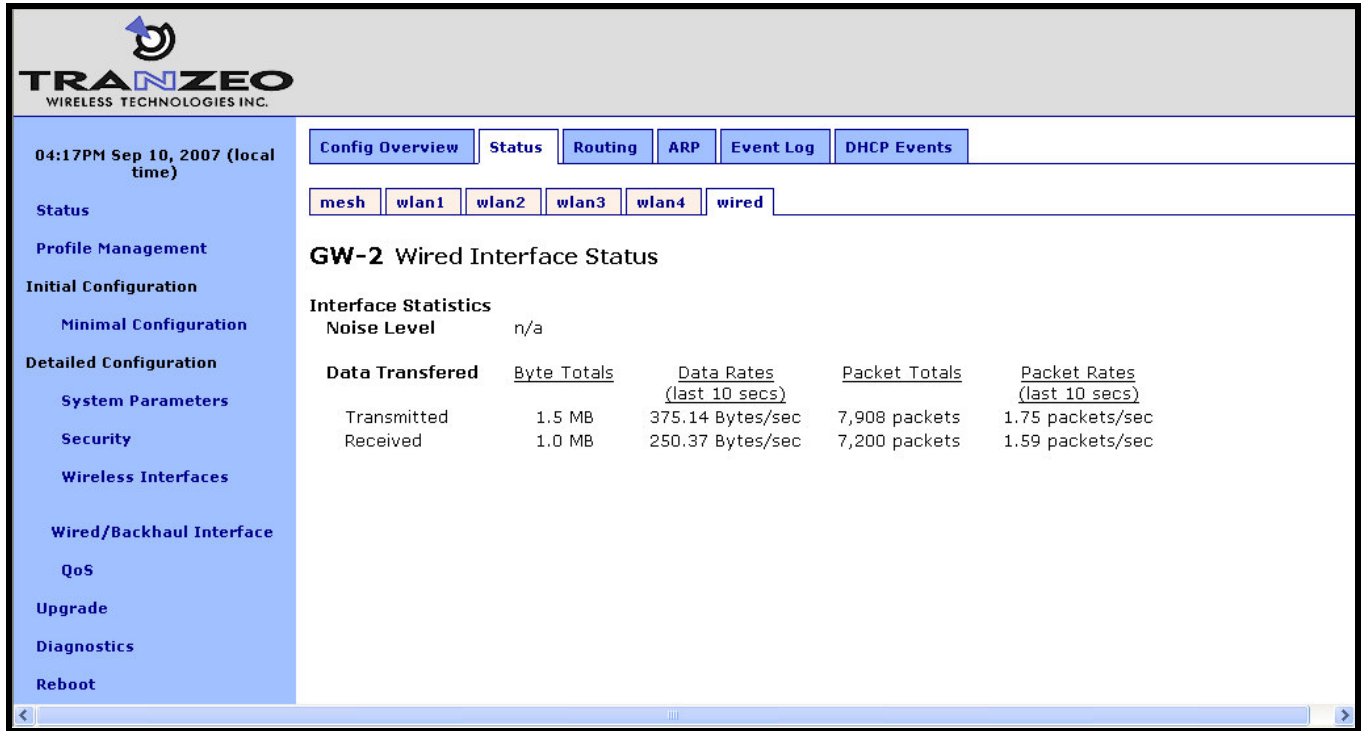 TRANZEO
WIRELESS TECHNOLOGIES INC.
04:17PM Sep 10, 2007 (local
time)
Status
Profile Management
Initial Configuration
Minimal Configuration
Detailed Configuration
System Parameters
Security
Wireless Interfaces
Wired/Backhaul Interface
QoS
Upgrade
Diagnostics
Reboot
Config Overview Status Routing ARP Event Log DHCP Events
mesh wlan1 wlan2 wlan3 wlan4 wired
GW-2 Wired Interface Status
Interface Statistics
Noise Level n/a
Data Transfered Byte Totals Data Rates Packet Totals Packet Rates
(last 10 secs) (last 10 secs)
Transmitted 1.5 MB 375.14 Bytes/sec 7,908 packets 1.75 packets/sec
Received 1.0 MB 250.37 Bytes/sec 7,200 packets 1.59 packets/sec